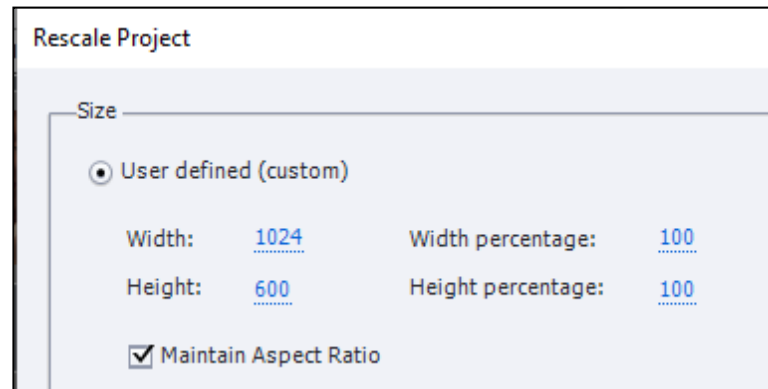 Rescale Project
Size
User defined (custom)
Width: 1024 Width percentage: 100
Height: 600 Height percentage: 100
Maintain Aspect Ratio